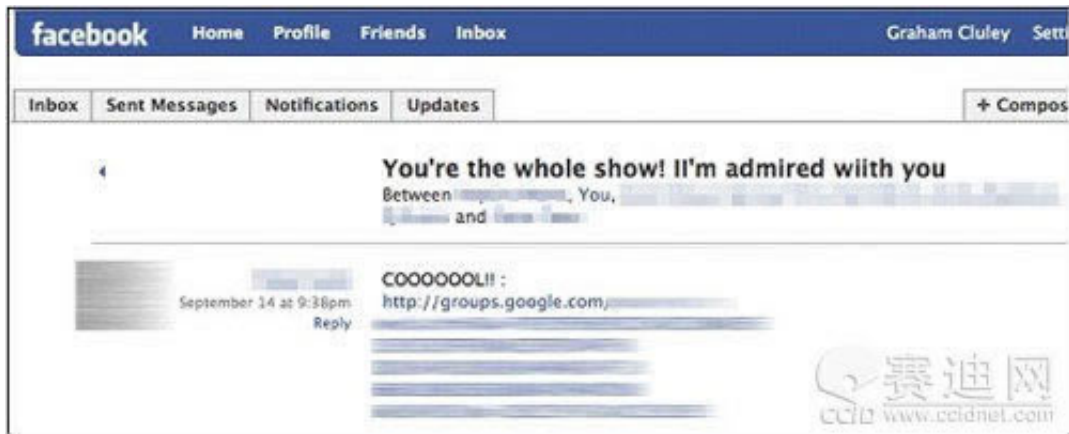 facebook Home Profile Friends Inbox Graham Cluley Setti
Inbox Sent Messages Notifications Updates + Compos
You're the whole show! II'm admired wiith you
Between , You,
and
COOOOOOL!! :
September 14 at 9:38pm http://groups.google.com,
Reply
赛迪网
CCID www.ccidnet.com